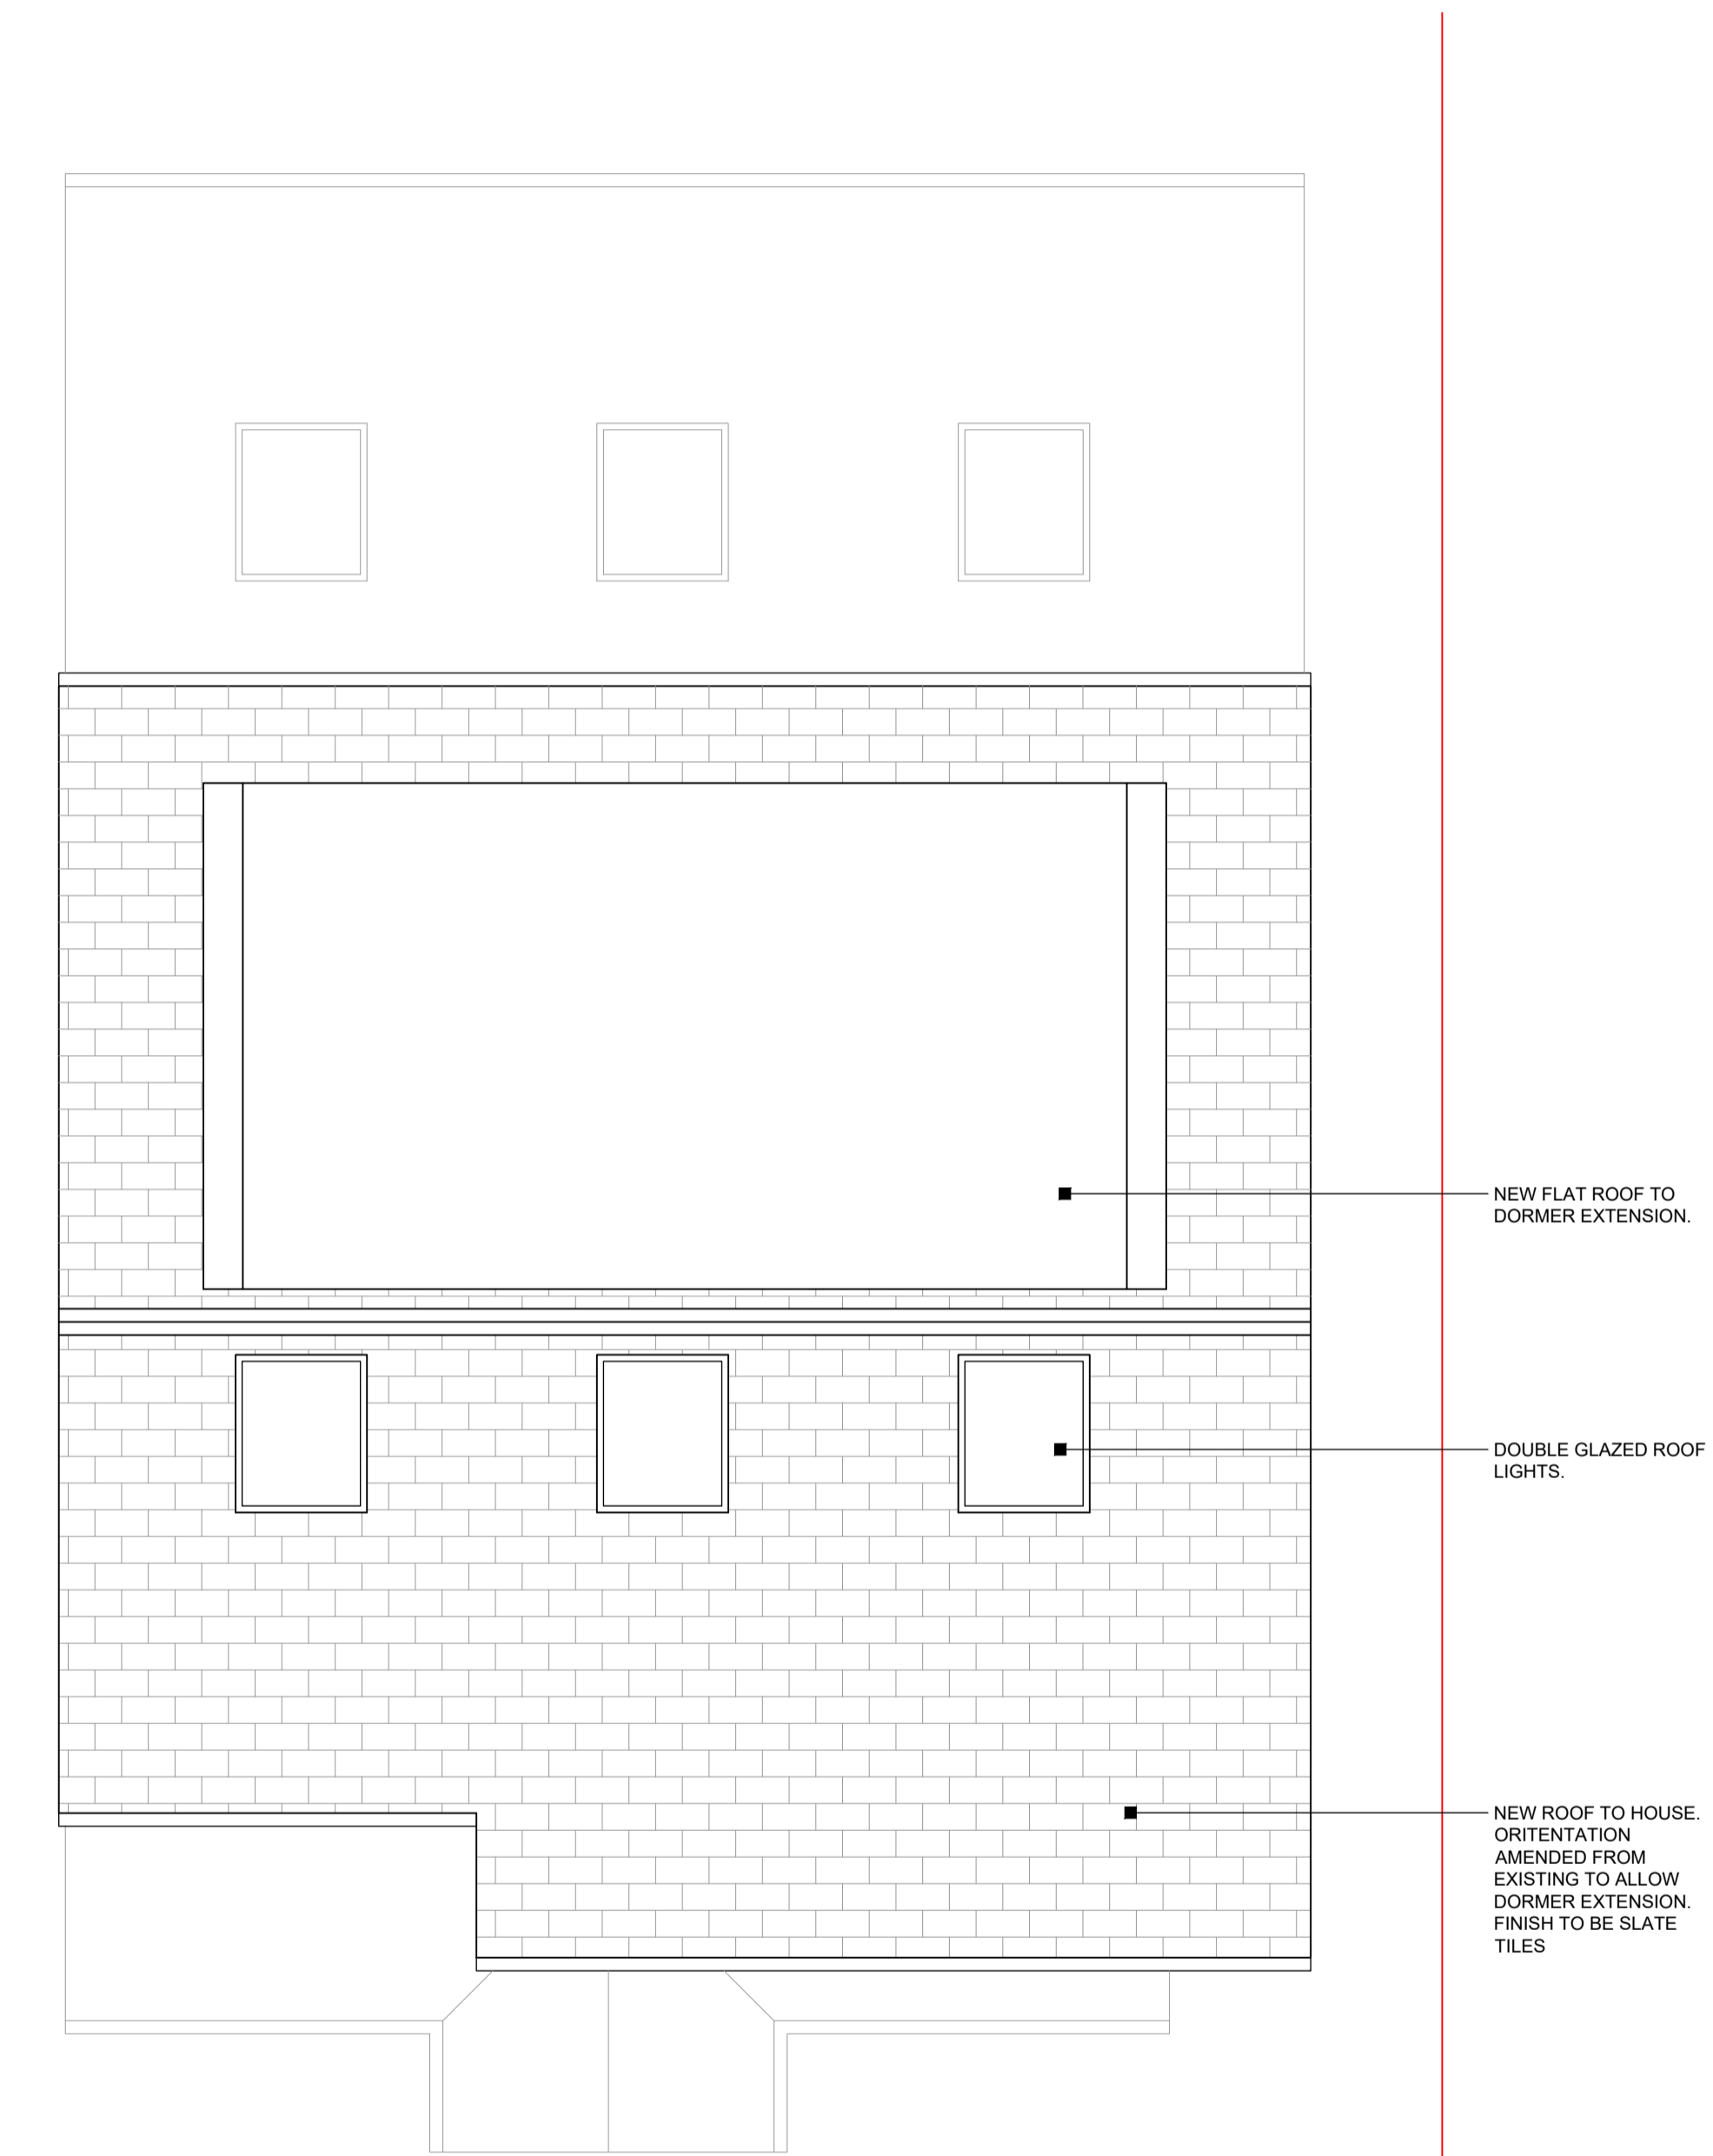 NEW FLAT ROOF TO
DORMER EXTENSION.
DOUBLE GLAZED ROOF
LIGHTS.
NEW ROOF TO HOUSE.
ORITENTATION
AMENDED FROM
EXISTING TO ALLOW
DORMER EXTENSION.
FINISH TO BE SLATE
TILES